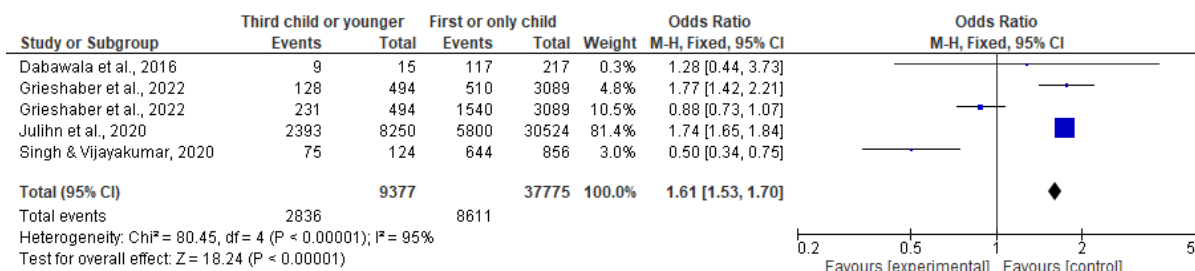 Third child or younger First or only child Odds Ratio Odds Ratio
Study or Subgroup Events Total Events Total Weight M-H, Fixed, 95% CI M-H, Fixed, 95% CI
Dabawala et al., 2016 9 15 117 217 0.3% 1.28 [0.44, 3.73]
Grieshaber et al., 2022 128 494 510 3089 4.8% 1.77 [1.42, 2.21]
Grieshaber et al., 2022 231 494 1540 3089 10.5% 0.88 [0.73, 1.07]
Julihn et al., 2020 2393 8250 5800 30524 81.4% 1.74 [1.65, 1.84]
Singh & Vijayakumar, 2020 75 124 644 856 3.0% 0.50 [0.34, 0.75]
Total (95% CI) 9377 37775 100.0% 1.61 [1.53, 1.70]
Total events 2836 8611
Heterogeneity: Chi² = 80.45, df = 4 (P < 0.00001); I² = 95%
Test for overall effect: Z = 18.24 (P < 0.00001)
0.2 0.5 1 2 5
Favours [experimental] Favours [control]